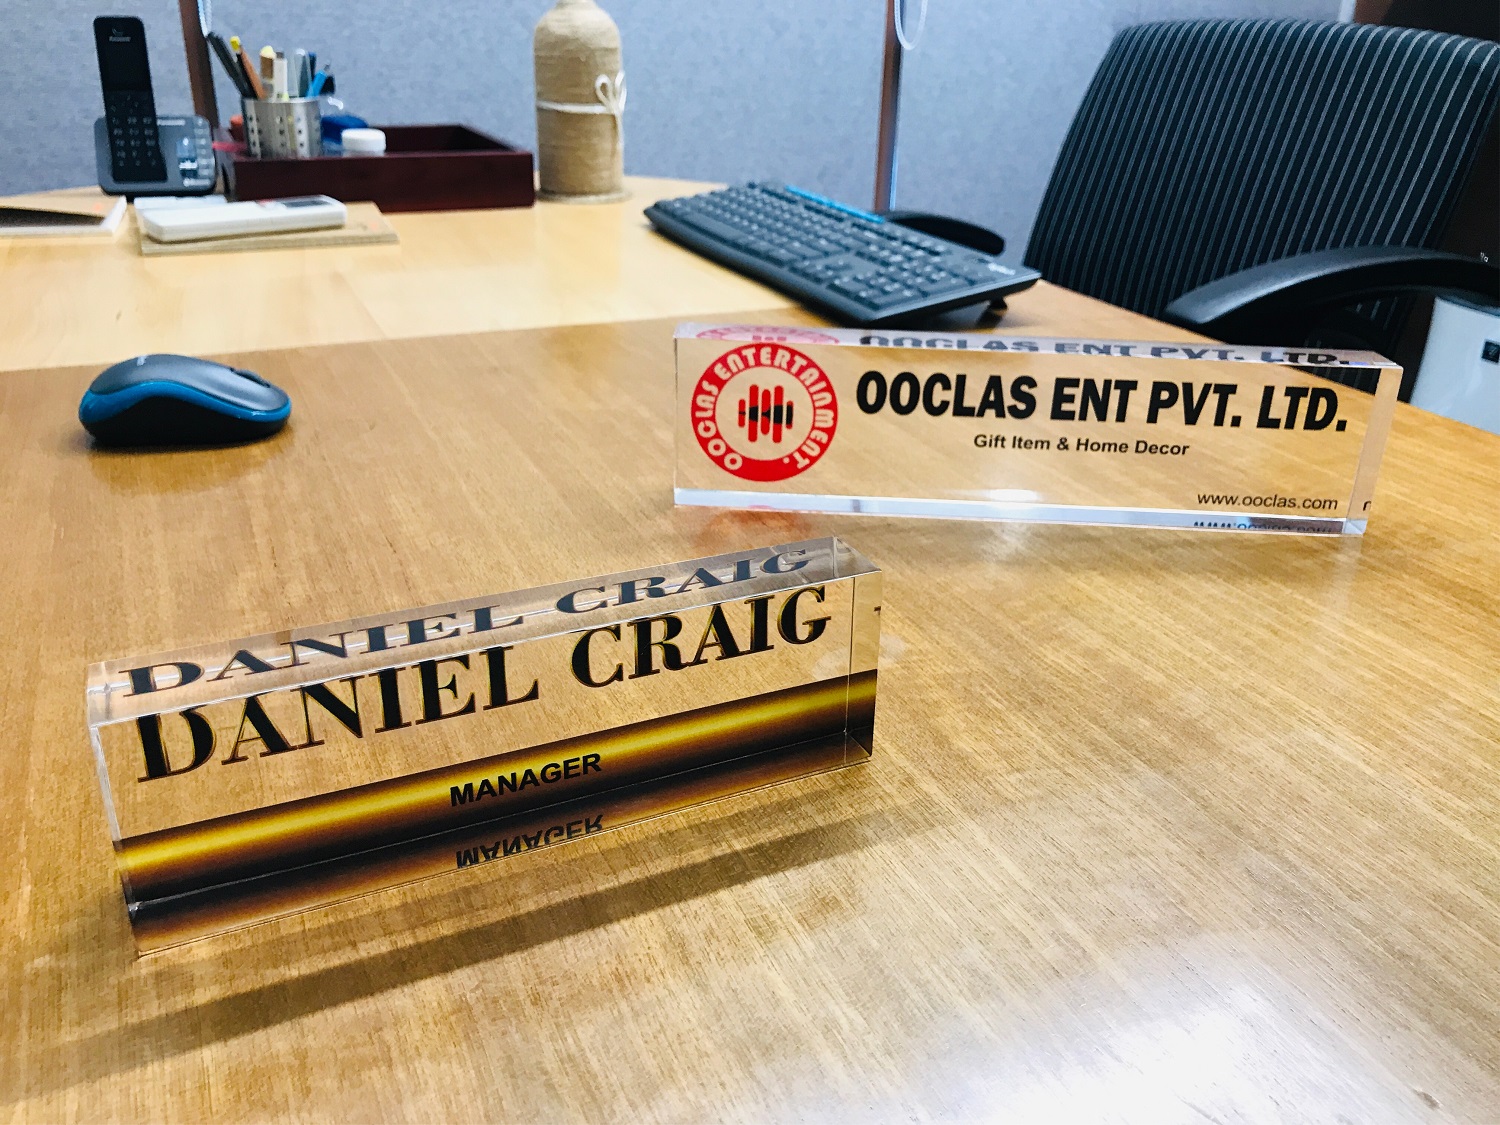 OOCLAS ENTERTAINMENT.
OOCLAS ENT PVT. LTD.
Gift Item & Home Decor
www.ooclas.com
DANIEL CRAIG
MANAGER